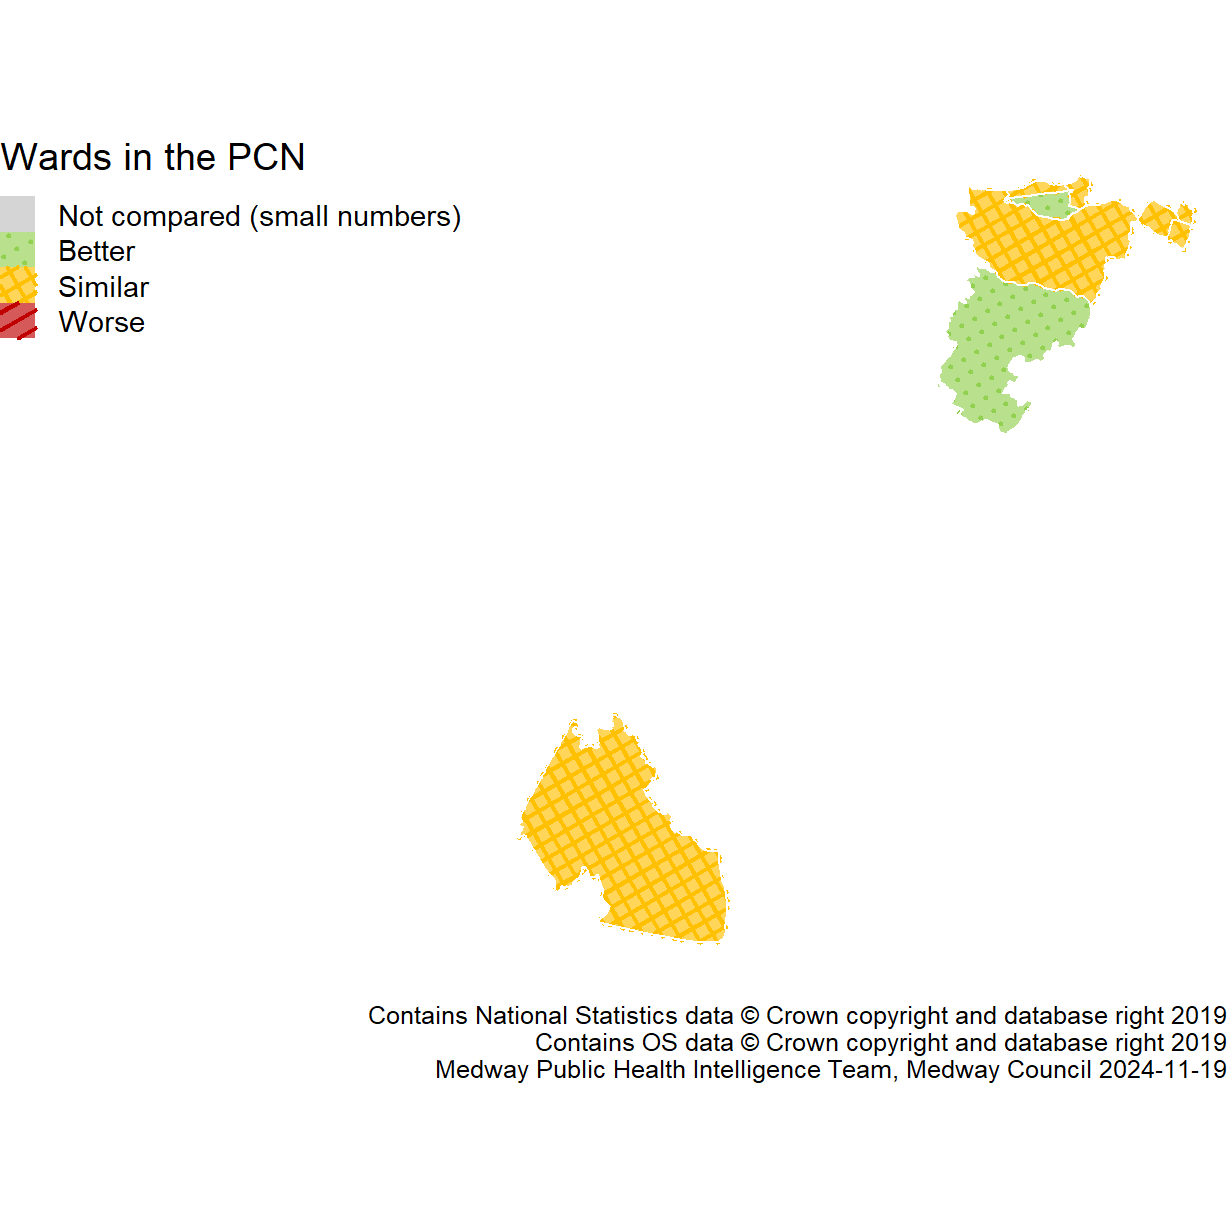 Wards in the PCN
Not compared (small numbers)
Better
Similar
Worse
Contains National Statistics data © Crown copyright and database right 2019
Contains OS data © Crown copyright and database right 2019
Medway Public Health Intelligence Team, Medway Council 2024-11-19